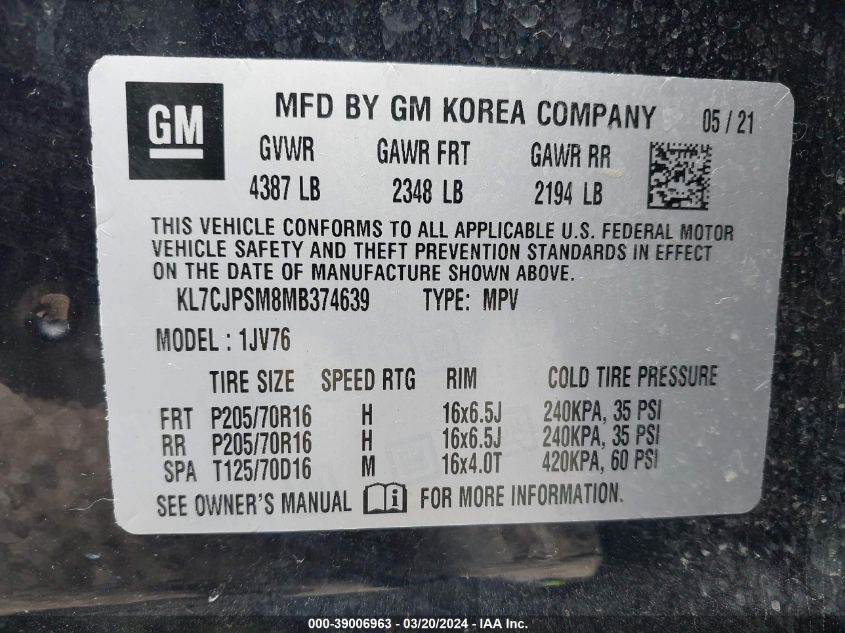 GM
MFD BY GM KOREA COMPANY 05 / 21
GVWR GAWR FRT GAWR RR
4387 LB 2348 LB 2194 LB
THIS VEHICLE CONFORMS TO ALL APPLICABLE U.S. FEDERAL MOTOR
VEHICLE SAFETY AND THEFT PREVENTION STANDARDS IN EFFECT
ON THE DATE OF MANUFACTURE SHOWN ABOVE.
KL7CJPSM8MB374639 TYPE: MPV
MODEL : 1JV76
TIRE SIZE SPEED RTG RIM COLD TIRE PRESSURE
FRT P205/70R16 H 16x6.5J 240KPA, 35 PSI
RR P205/70R16 H 16x6.5J 240KPA, 35 PSI
SPA T125/70D16 M 16x4.0T 420KPA, 60 PSI
SEE OWNER'S MANUAL i FOR MORE INFORMATION.
000-39006963 - 03/20/2024 - IAA Inc.